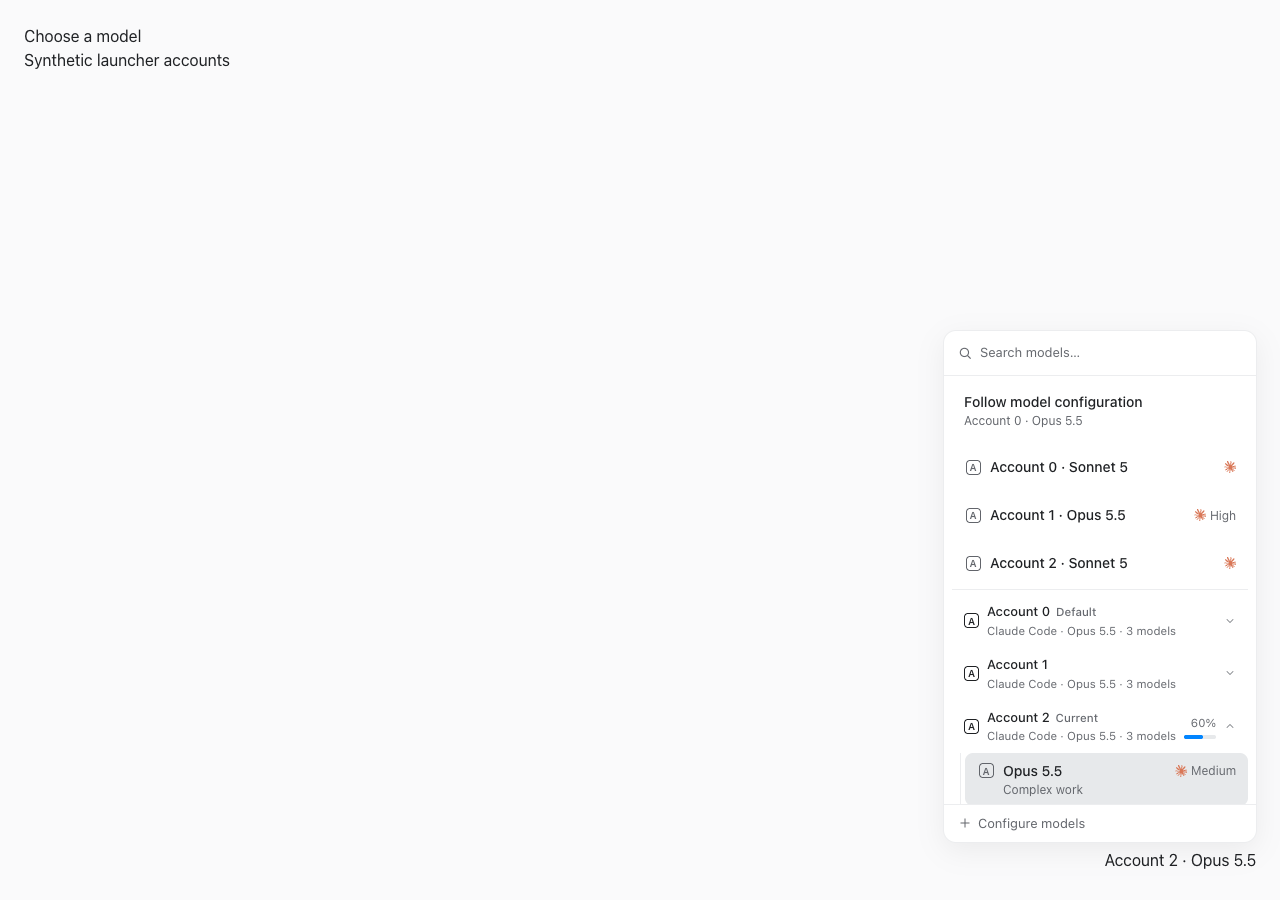 Choose a model
Synthetic launcher accounts
Search models...
Follow model configuration
Account 0 · Opus 5.5
A Account 0 · Sonnet 5
A Account 1 · Opus 5.5 High
A Account 2 · Sonnet 5
Account 0 Default
A
Claude Code · Opus 5.5 · 3 models
Account 1
A
Claude Code · Opus 5.5 · 3 models
Account 2 Current 60%
A
Claude Code · Opus 5.5 · 3 models
A Opus 5.5 Medium
Complex work
Configure models
Account 2 · Opus 5.5